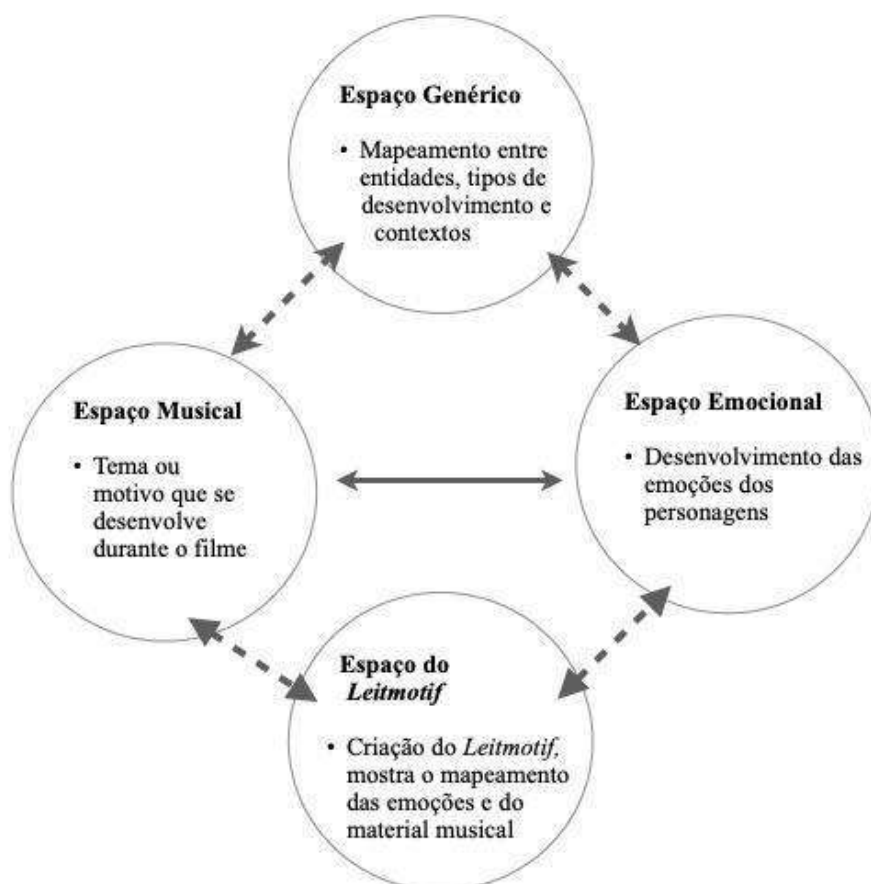 Espaço Genérico
• Mapeamento entre
entidades, tipos de
desenvolvimento e
contextos
Espaço Musical
• Tema ou
motivo que se
desenvolve
durante o filme
Espaço Emocional
• Desenvolvimento das
emoções dos
personagens
Espaço do
Leitmotif
• Criação do Leitmotif,
mostra o mapeamento
das emoções e do
material musical